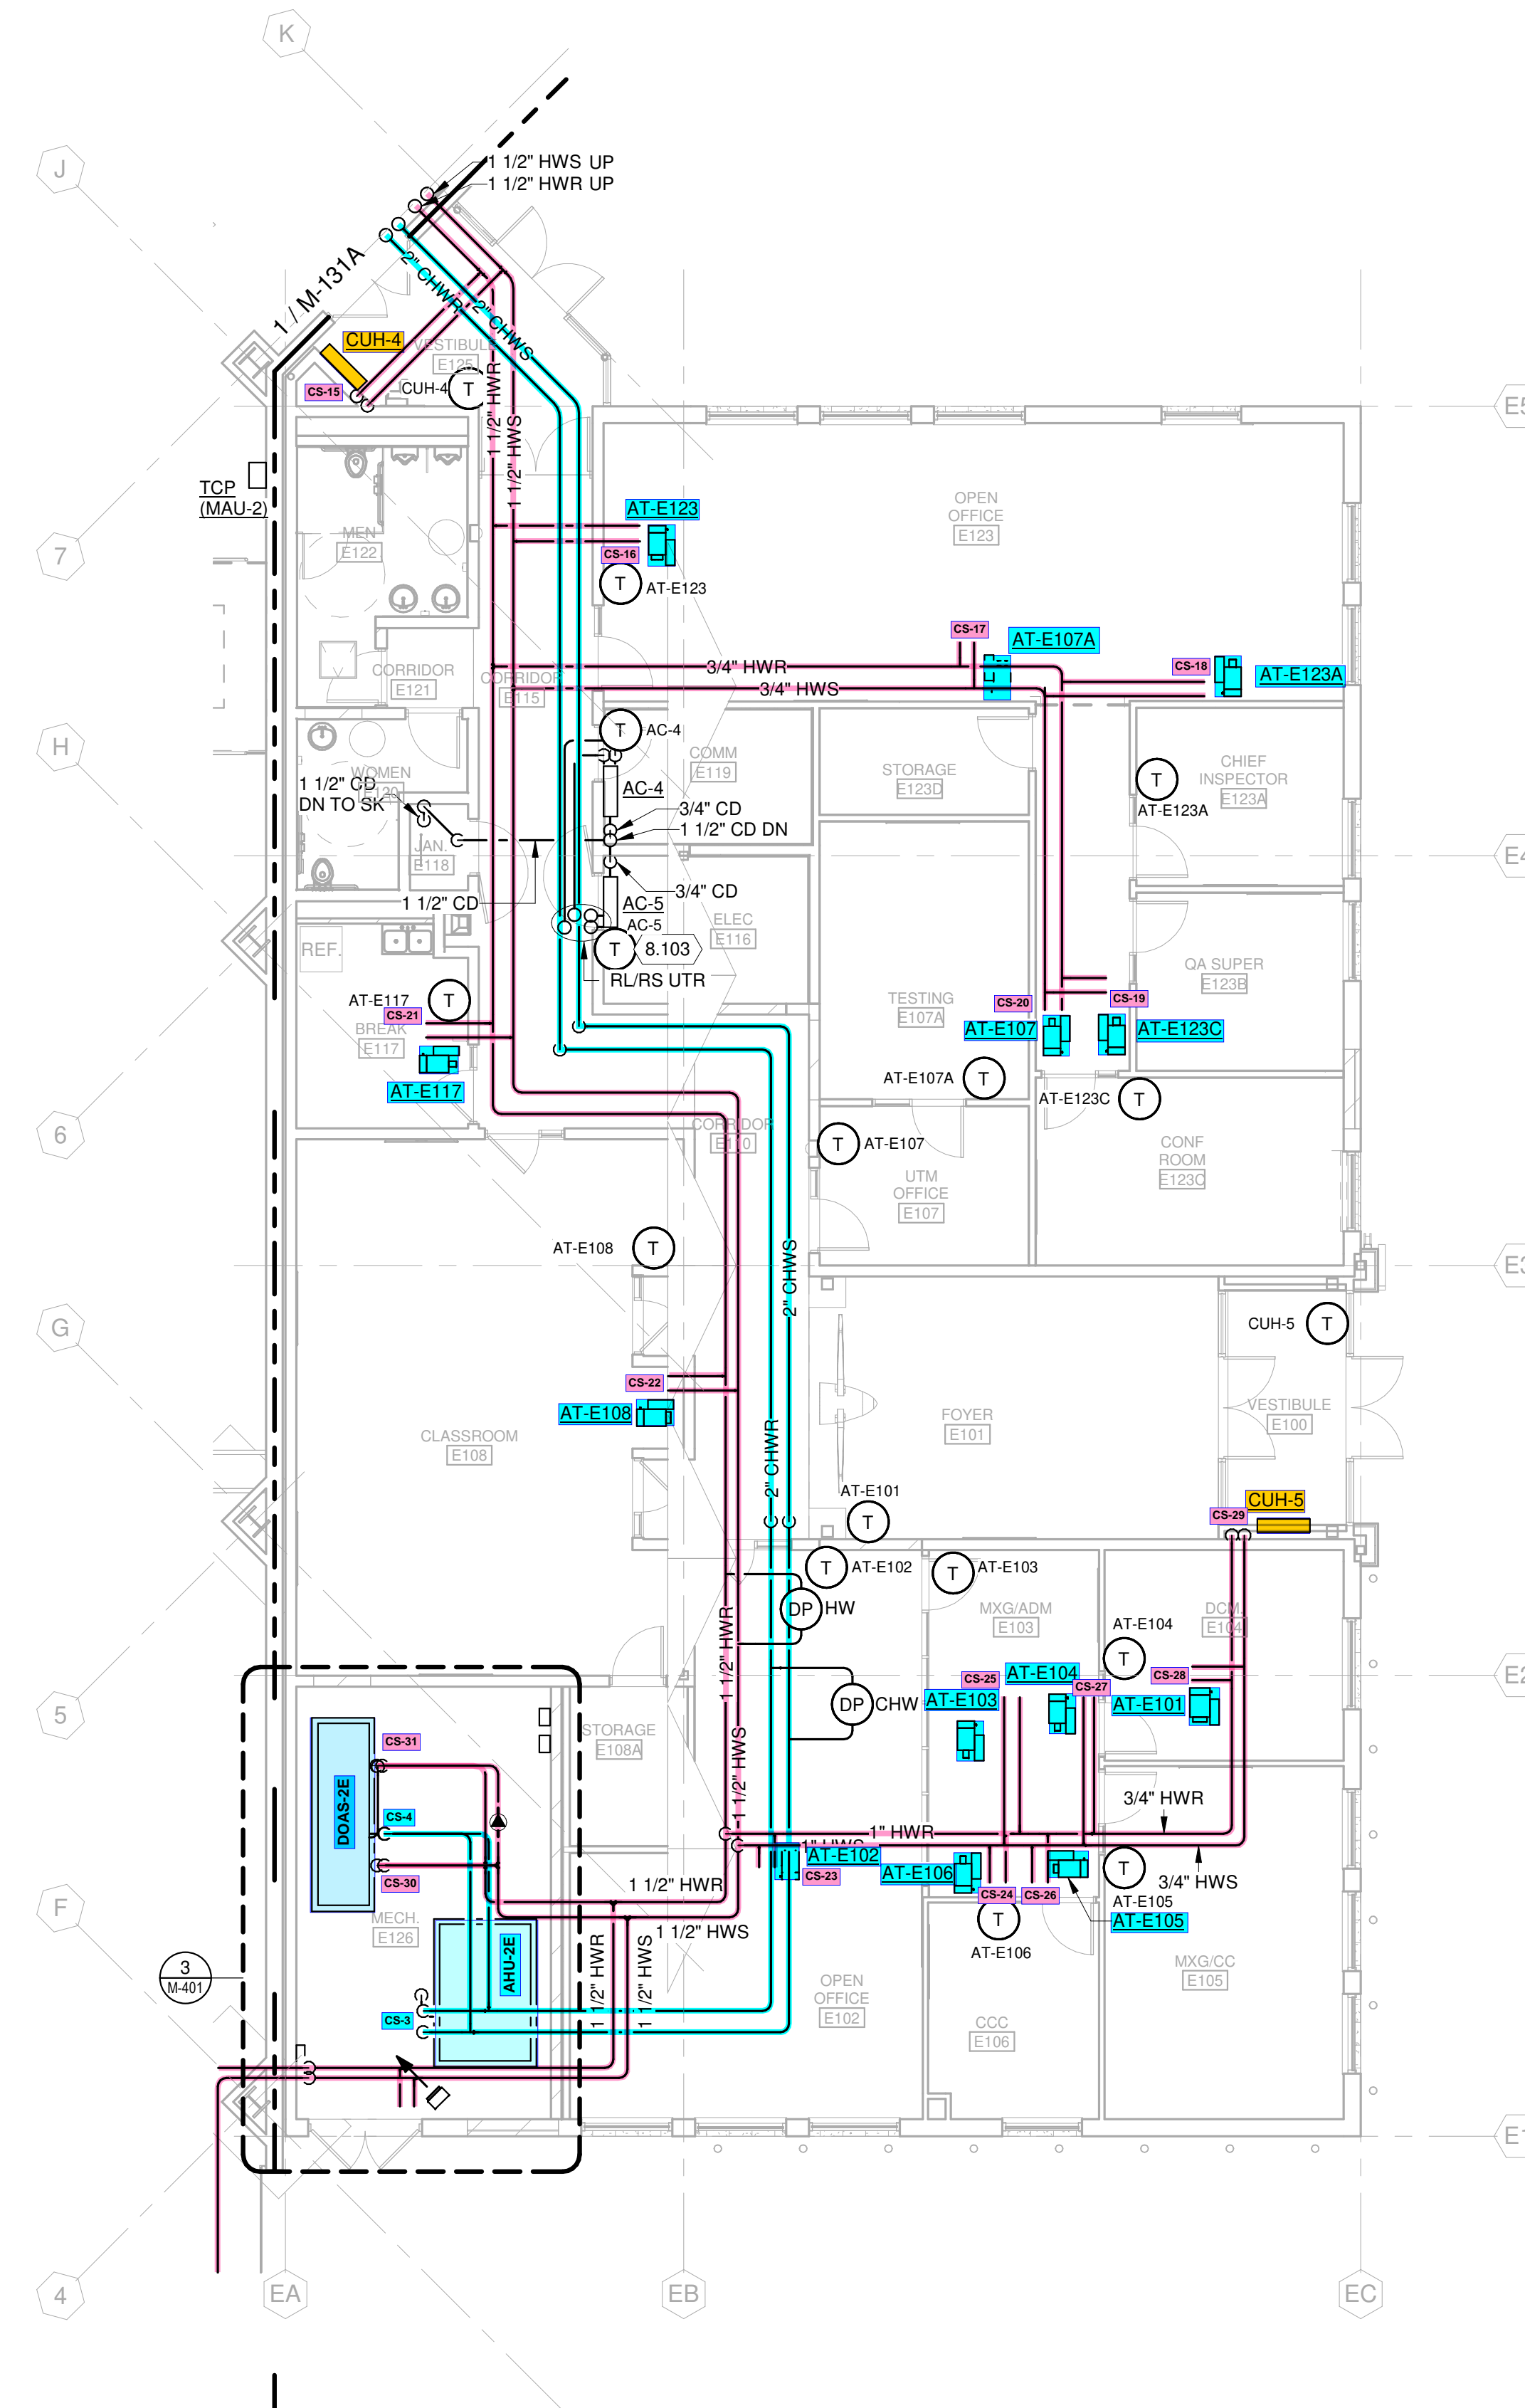 K
J
1 1/2" HWS UP
1 1/2" HWR UP
1 / M-131A
2" CHWR
2" CHWS
CUH-4
VESTIBULE
E125
CS-15
CUH-4
T
1 1/2" HWR
1 1/2" HWS
E5
TCP
(MAU-2)
7
MEN
E122
AT-E123
CS-16
T
AT-E123
OPEN
OFFICE
E123
CS-17
AT-E107A
CS-18
AT-E123A
3/4" HWR
3/4" HWS
CORRIDOR
E121
CORRIDOR
E115
H
T
AC-4
COMM
E119
STORAGE
E123D
CHIEF
INSPECTOR
E123A
T
AT-E123A
WOMEN
E120
1 1/2" CD
DN TO SK
AC-4
3/4" CD
1 1/2" CD DN
JAN.
E118
E4
3/4" CD
1 1/2" CD
AC-5
AC-5
ELEC
E116
REF.
T
8.103
RL/RS UTR
QA SUPER
E123B
AT-E117
T
CS-21
BREAK
E117
AT-E117
TESTING
E107A
CS-20
CS-19
AT-E107
AT-E123C
AT-E107A
T
AT-E123C
T
6
CORRIDOR
E110
T
AT-E107
CONF
ROOM
E123C
UTM
OFFICE
E107
AT-E108
T
2" CHWS
E3
G
CUH-5
T
CS-22
AT-E108
CLASSROOM
E108
FOYER
E101
VESTIBULE
E100
2" CHWR
AT-E101
T
CUH-5
CS-29
T
AT-E102
T
AT-E103
DP
HW
MXG/ADM
E103
DCM.
E104
AT-E104
T
1 1/2" HWR
E2
CS-25
AT-E104
CS-27
CS-28
AT-E103
AT-E101
DP
CHW
5
STORAGE
E108A
CS-31
DOAS-2E
CS-4
1 1/2" HWS
3/4" HWR
1" HWR
1" HWS
AT-E102
CS-23
AT-E106
T
3/4" HWS
CS-30
1 1/2" HWR
CS-24
CS-26
AT-E105
AT-E105
F
MECH.
E126
1 1/2" HWS
T
AT-E106
AHU-2E
1 1/2" HWR
1 1/2" HWS
3
M-401
CS-3
OPEN
OFFICE
E102
CCC
E106
MXG/CC
E105
E1
4
EA
EB
EC